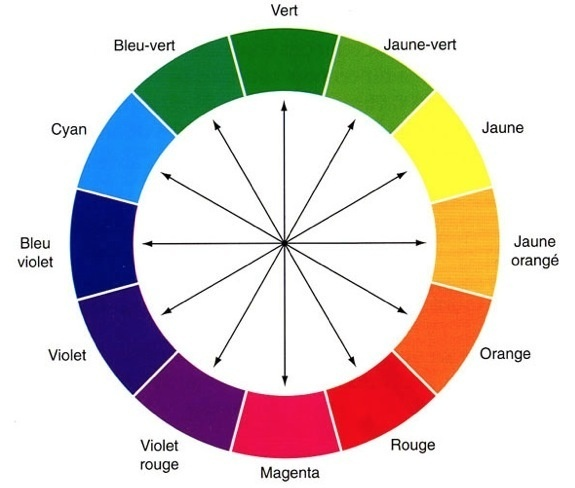 Vert
Bleu-vert
Jaune-vert
Cyan
Jaune
Bleu
violet
Jaune
orangé
Violet
Orange
Violet
rouge
Rouge
Magenta